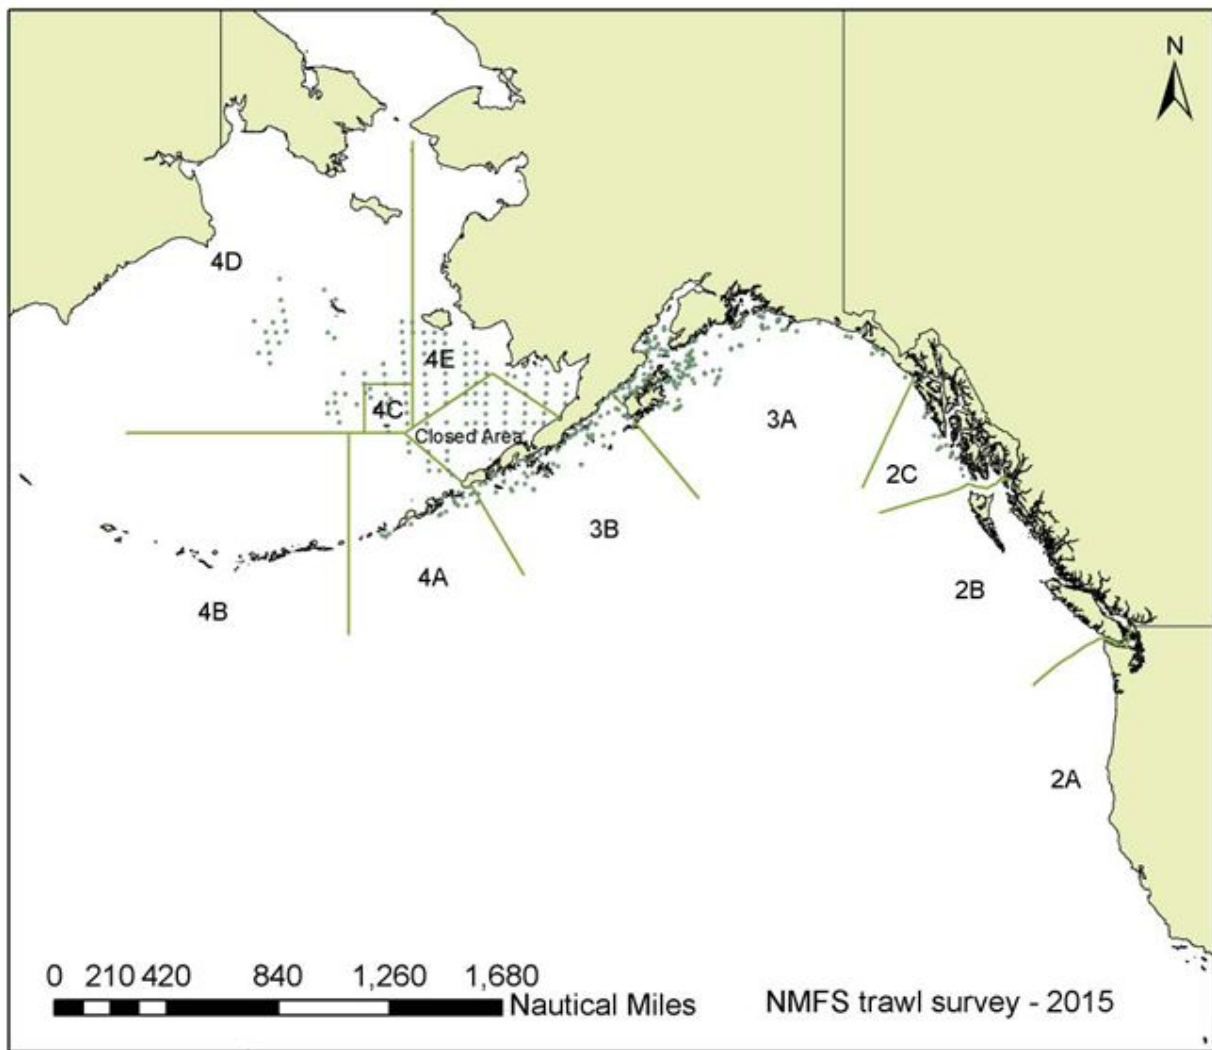 N
4D
4E
4C
Closed Area
3A
2C
3B
4A
2B
4B
2A
0 210 420 840 1,260 1,680
Nautical Miles
NMFS trawl survey - 2015